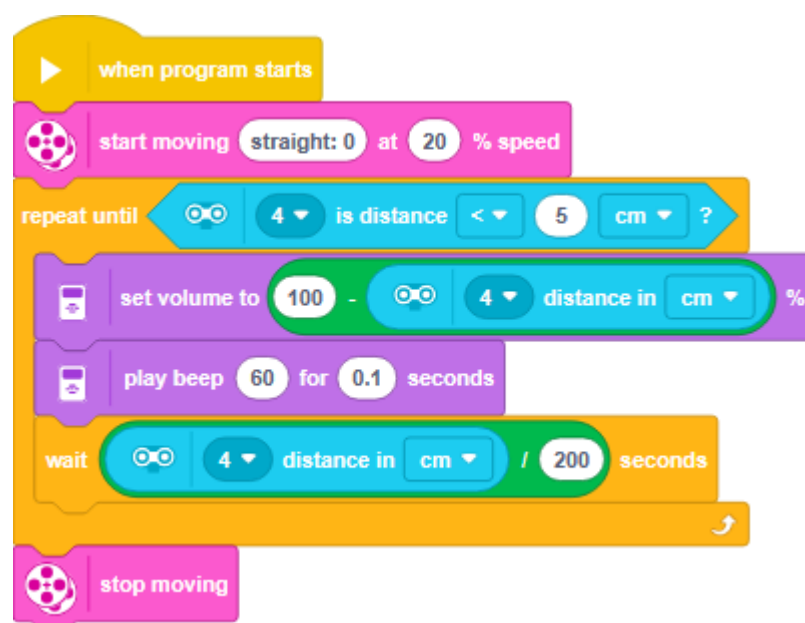 when program starts
start moving straight: 0 at 20 % speed
repeat until 4 is distance < 5 cm ?
set volume to 100 - 4 distance in cm %
play beep 60 for 0.1 seconds
wait 4 distance in cm / 200 seconds
stop moving